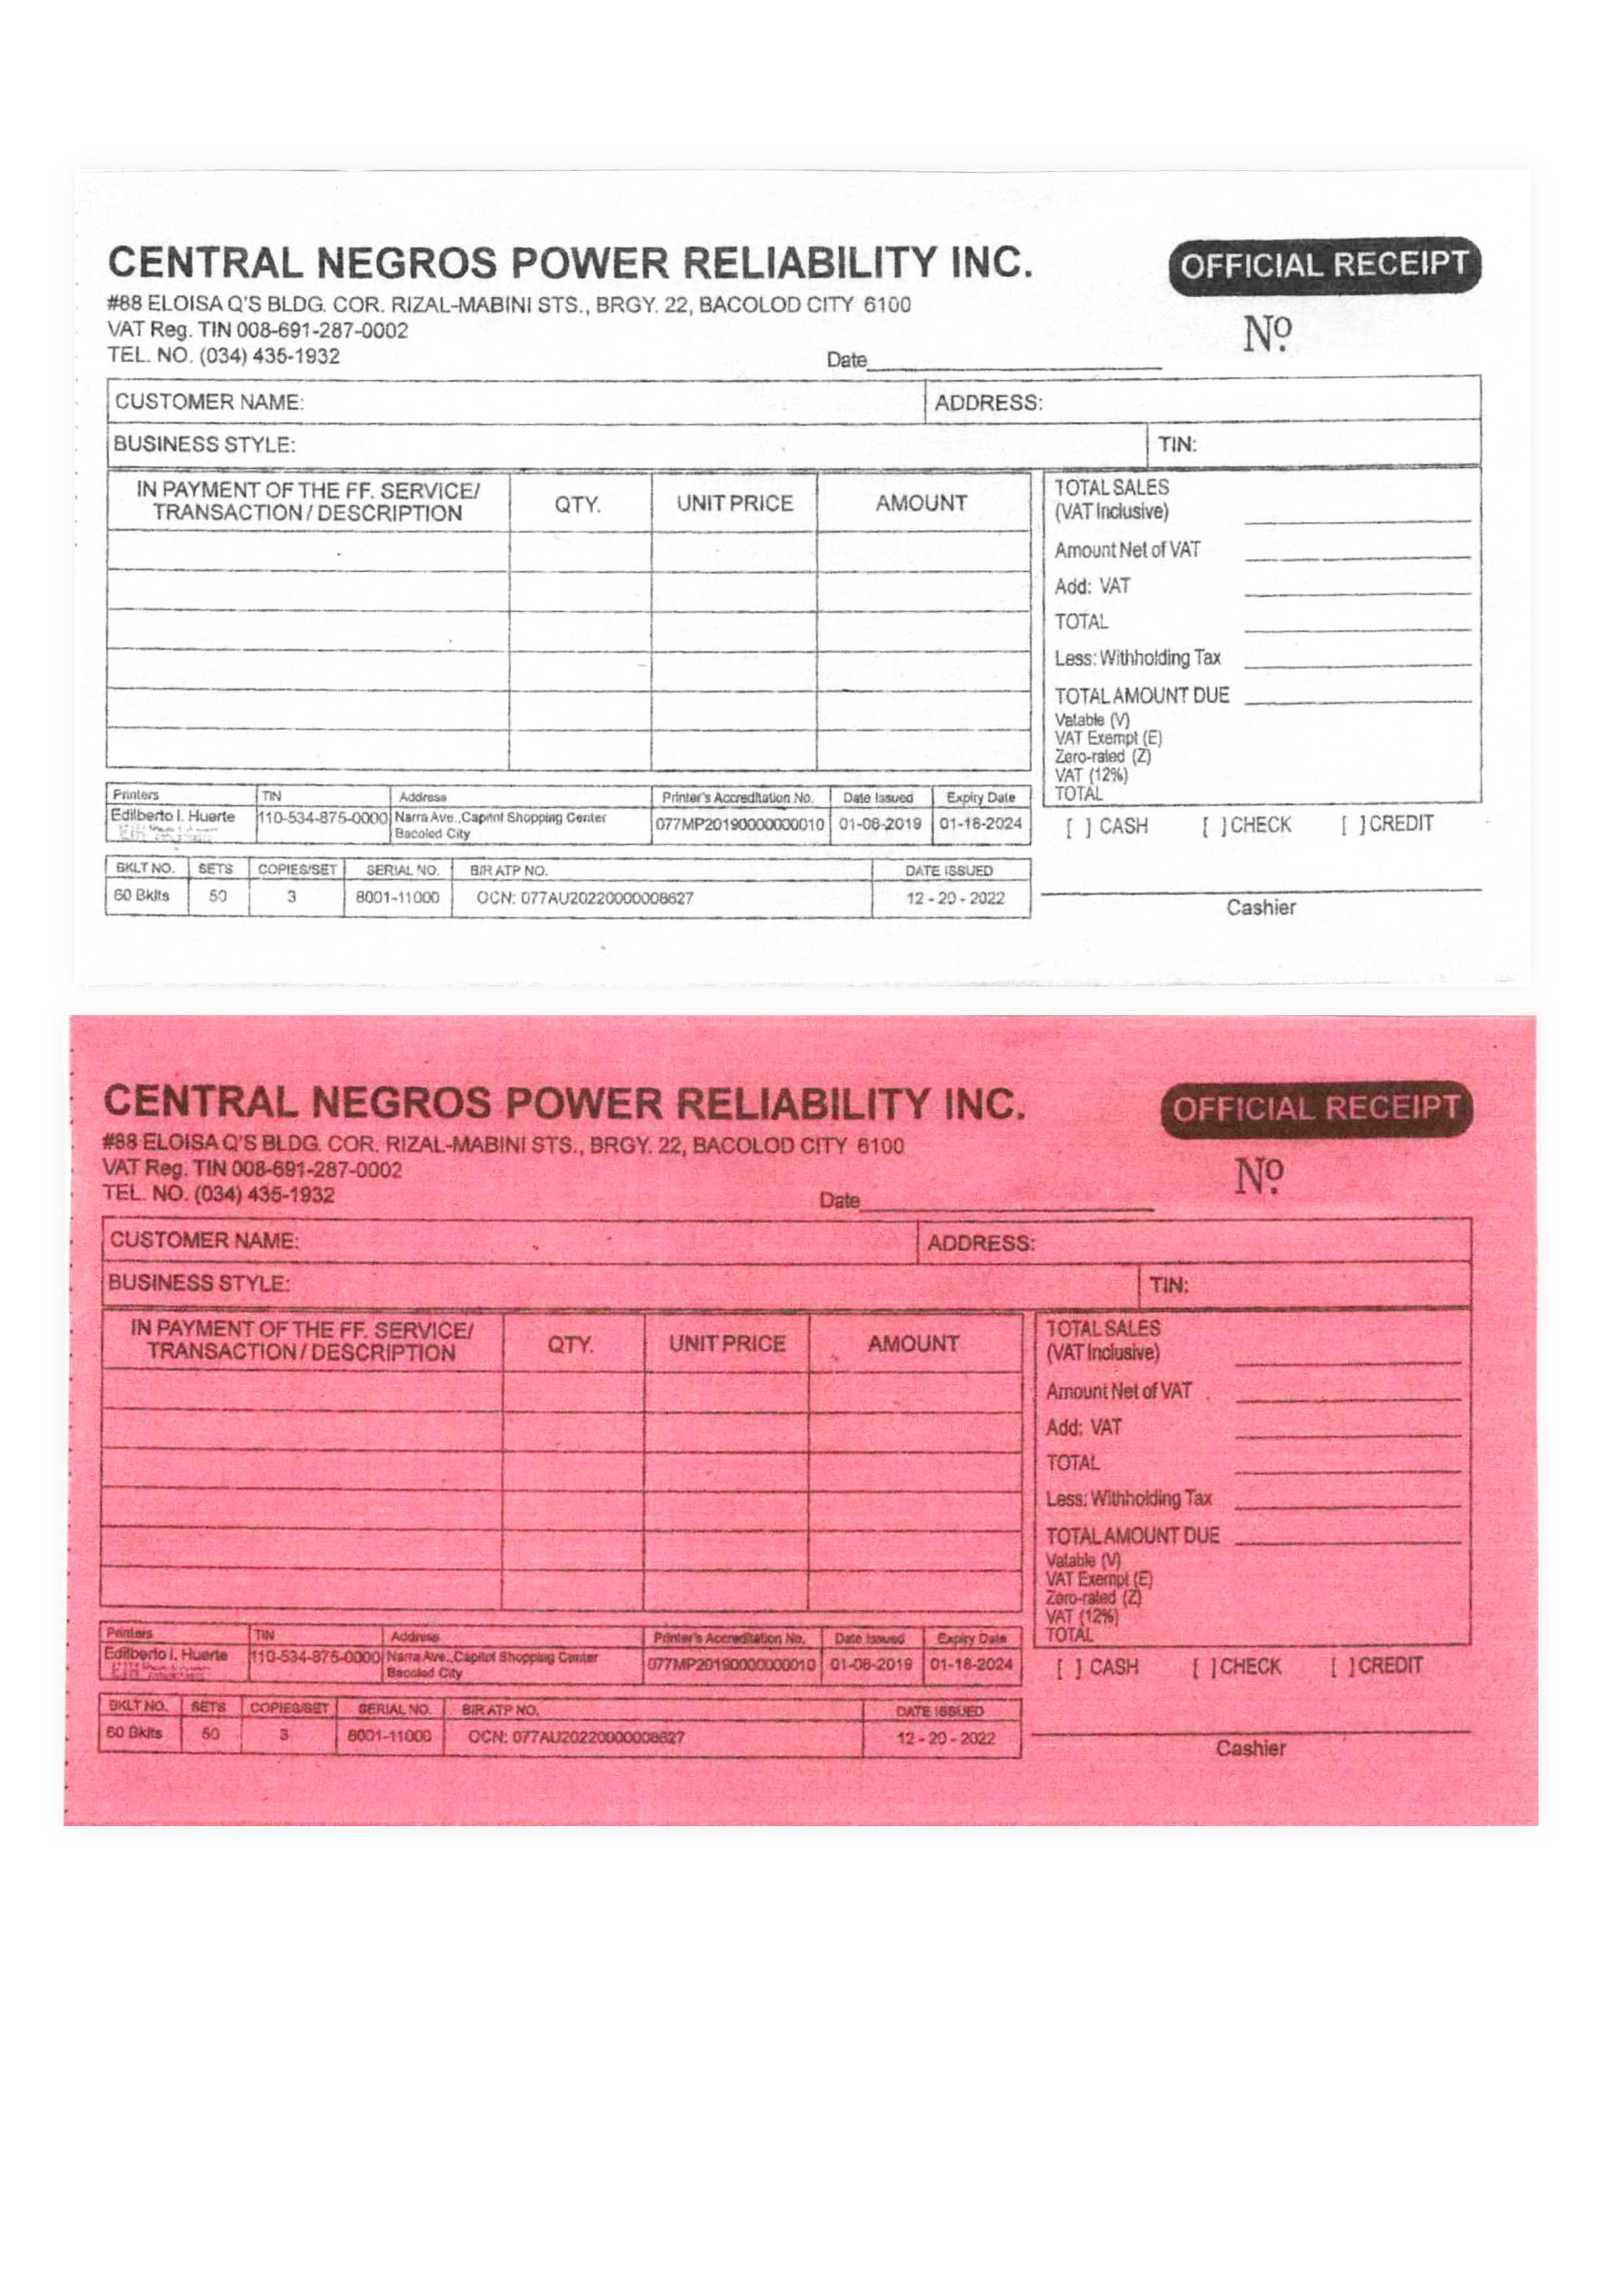 CENTRAL NEGROS POWER RELIABILITY INC.
OFFICIAL RECEIPT
#88 ELOISA Q'S BLDG. COR. RIZAL-MABINI STS., BRGY. 22, BACOLOD CITY 6100
VAT Reg. TIN 008-691-287-0002
Nº
TEL. NO. (034) 435-1932
Date
CUSTOMER NAME:
ADDRESS:
BUSINESS STYLE:
TIN:
IN PAYMENT OF THE FF. SERVICE/
TRANSACTION / DESCRIPTION
QTY.
UNIT PRICE
AMOUNT
TOTAL SALES
(VAT Inclusive)
Amount Net of VAT
Add: VAT
TOTAL
Less: Withholding Tax
TOTAL AMOUNT DUE
Vatable (V)
VAT Exempt (E)
Zero-rated (Z)
VAT (12%)
TOTAL
Printers TIN Address Printer's Accreditation No. Date Issued Expiry Date
Edilberto I. Huerte 110-534-875-0000 Narra Ave., Capitol Shopping Center 077MP20190000000010 01-08-2019 01-18-2024
Bacolod City
[ ] CASH [ ] CHECK [ ] CREDIT
BKLT NO. SETS COPIES/SET SERIAL NO. BIR ATP NO. DATE ISSUED
60 Bklts 50 3 8001-11000 OCN: 077AU20220000008627 12 - 20 - 2022
Cashier
CENTRAL NEGROS POWER RELIABILITY INC.
OFFICIAL RECEIPT
#88 ELOISA Q'S BLDG. COR. RIZAL-MABINI STS., BRGY. 22, BACOLOD CITY 6100
VAT Reg. TIN 008-691-287-0002
Nº
TEL. NO. (034) 435-1932
Date
CUSTOMER NAME:
ADDRESS:
BUSINESS STYLE:
TIN:
IN PAYMENT OF THE FF. SERVICE/
TRANSACTION / DESCRIPTION
QTY.
UNIT PRICE
AMOUNT
TOTAL SALES
(VAT Inclusive)
Amount Net of VAT
Add: VAT
TOTAL
Less: Withholding Tax
TOTAL AMOUNT DUE
Vatable (V)
VAT Exempt (E)
Zero-rated (Z)
VAT (12%)
TOTAL
Printers TIN Address Printer's Accreditation No. Date Issued Expiry Date
Edilberto I. Huerte 110-534-875-0000 Narra Ave., Capitol Shopping Center 077MP20190000000010 01-08-2019 01-18-2024
Bacolod City
[ ] CASH [ ] CHECK [ ] CREDIT
BKLT NO. SETS COPIES/SET SERIAL NO. BIR ATP NO. DATE ISSUED
60 Bklts 50 3 8001-11000 OCN: 077AU20220000008627 12 - 20 - 2022
Cashier